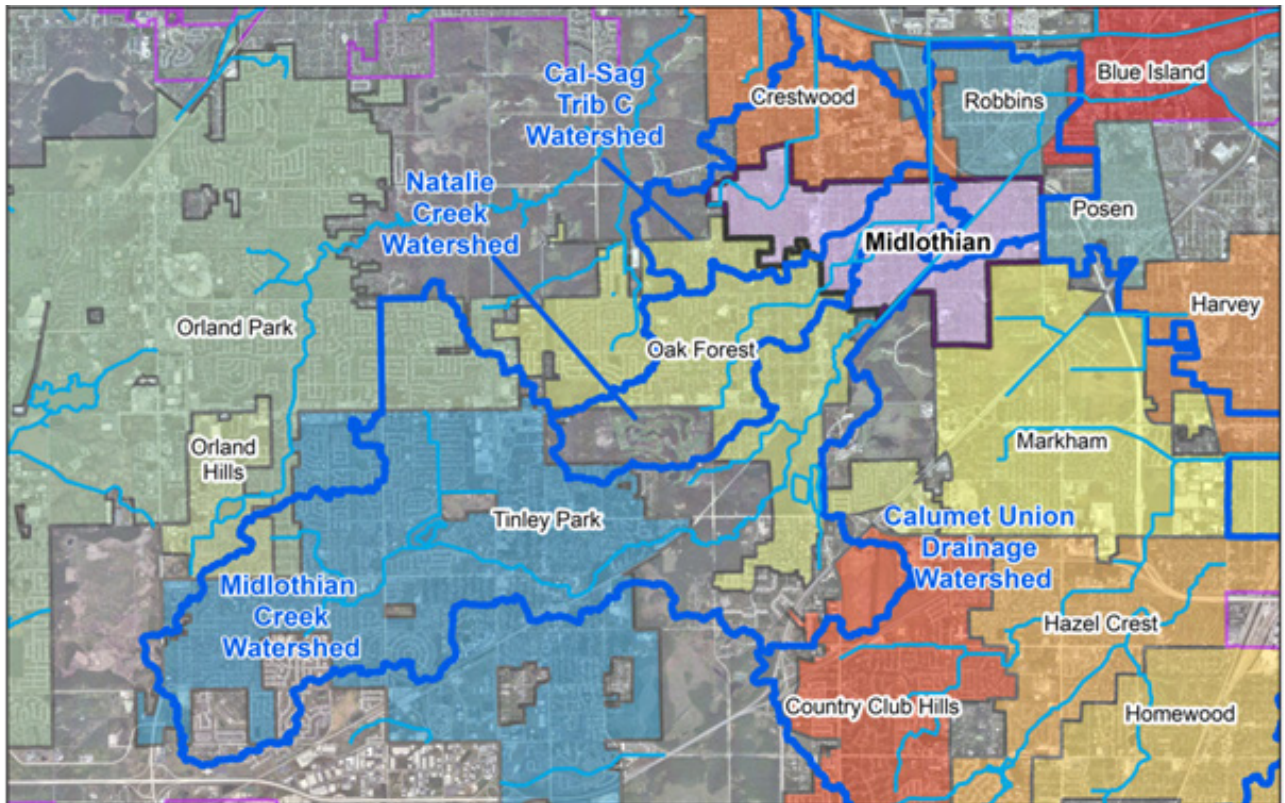 Cal-Sag
Trib C
Watershed
Crestwood
Robbins
Blue Island
Natalie
Creek
Watershed
Posen
Midlothian
Harvey
Orland Park
Oak Forest
Orland
Hills
Markham
Tinley Park
Calumet Union
Drainage
Watershed
Midlothian
Creek
Watershed
Hazel Crest
Country Club Hills
Homewood